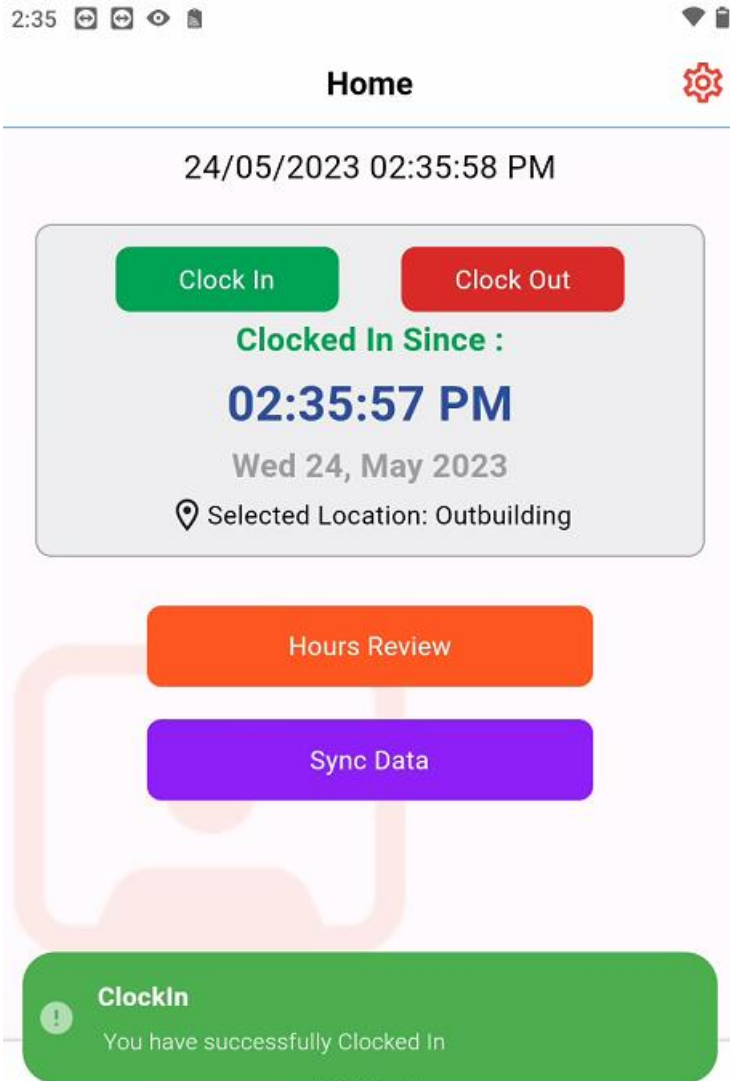 2:35
Home
24/05/2023 02:35:58 PM
Clock In Clock Out
Clocked In Since :
02:35:57 PM
Wed 24, May 2023
Selected Location: Outbuilding
Hours Review
Sync Data
ClockIn
You have successfully Clocked In